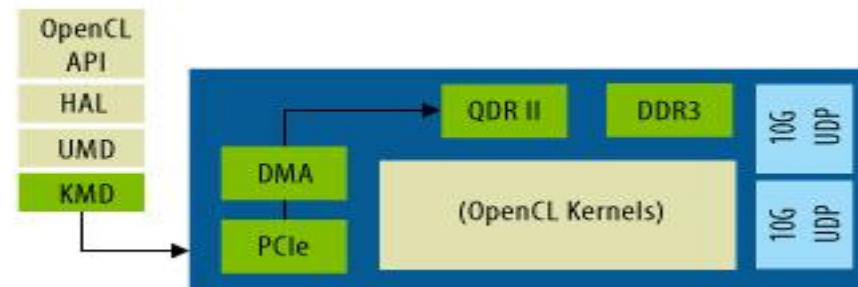 OpenCL
API
HAL
UMD
KMD
QDR II
DDR3
DMA
PCIe
(OpenCL Kernels)
10G
UDP
10G
UDP